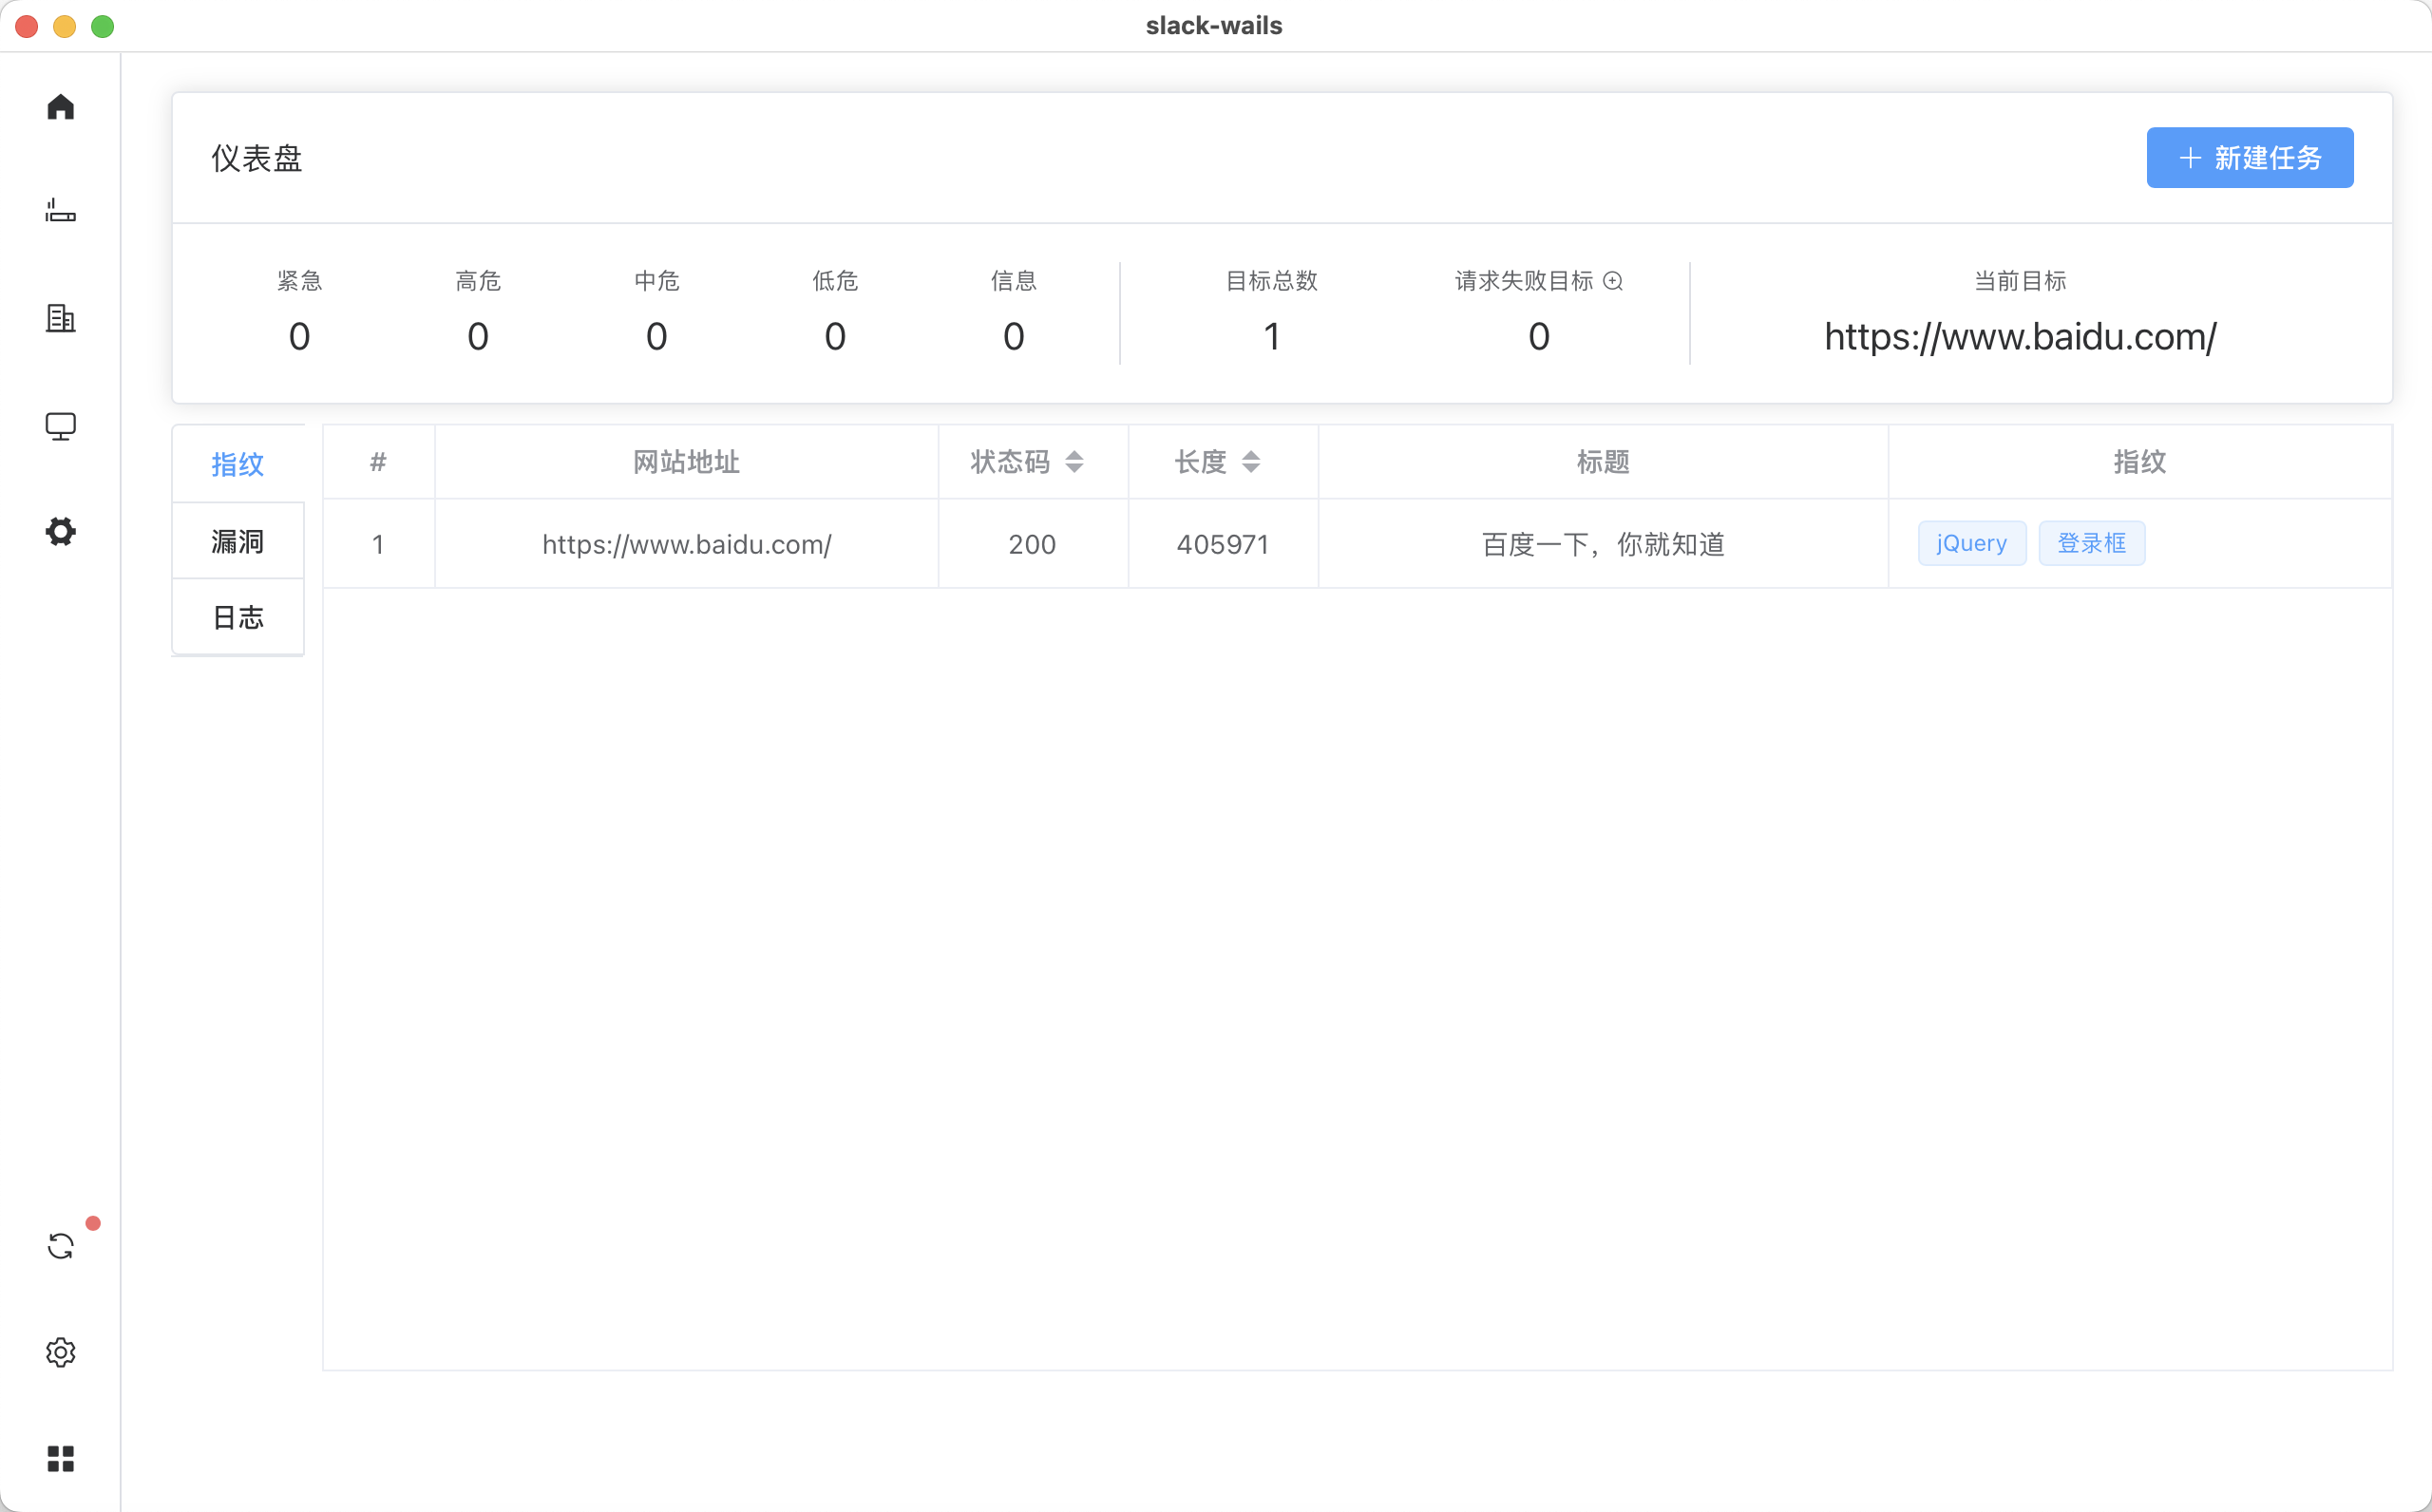 slack-wails
仪表盘
新建任务
紧急 高危 中危 低危 信息 目标总数 请求失败目标 当前目标
0 0 0 0 0 1 0 https://www.baidu.com/
指纹
漏洞
日志
# 网站地址 状态码 长度 标题 指纹
1 https://www.baidu.com/ 200 405971 百度一下，你就知道 jQuery 登录框